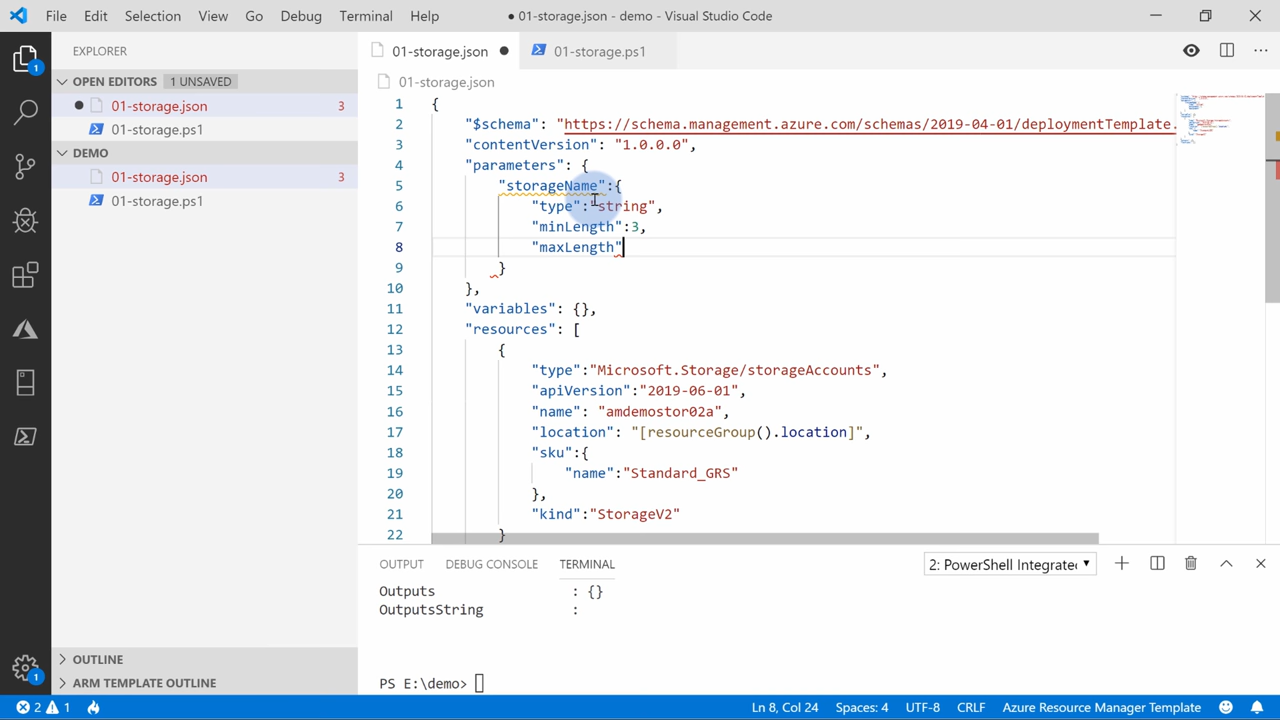 File Edit Selection View Go Debug Terminal Help
● 01-storage.json - demo - Visual Studio Code
EXPLORER
OPEN EDITORS 1 UNSAVED
01-storage.json 3
01-storage.ps1
DEMO
01-storage.json 3
01-storage.ps1
OUTLINE
ARM TEMPLATE OUTLINE
1
1
01-storage.json
01-storage.ps1
01-storage.json
1 {
2 "$schema": "https://schema.management.azure.com/schemas/2019-04-01/deploymentTemplate.
3 "contentVersion": "1.0.0.0",
4 "parameters": {
5 "storageName":{
6 "type":"string",
7 "minLength":3,
8 "maxLength"
9 }
10 },
11 "variables": {},
12 "resources": [
13 {
14 "type":"Microsoft.Storage/storageAccounts",
15 "apiVersion":"2019-06-01",
16 "name": "amdemostor02a",
17 "location": "[resourceGroup().location]",
18 "sku":{
19 "name":"Standard_GRS"
20 },
21 "kind":"StorageV2"
22 }
OUTPUT DEBUG CONSOLE TERMINAL
2: PowerShell Integrated
Outputs : {}
OutputsString :
PS E:\demo>
2 1
Ln 8, Col 24 Spaces: 4 UTF-8 CRLF Azure Resource Manager Template